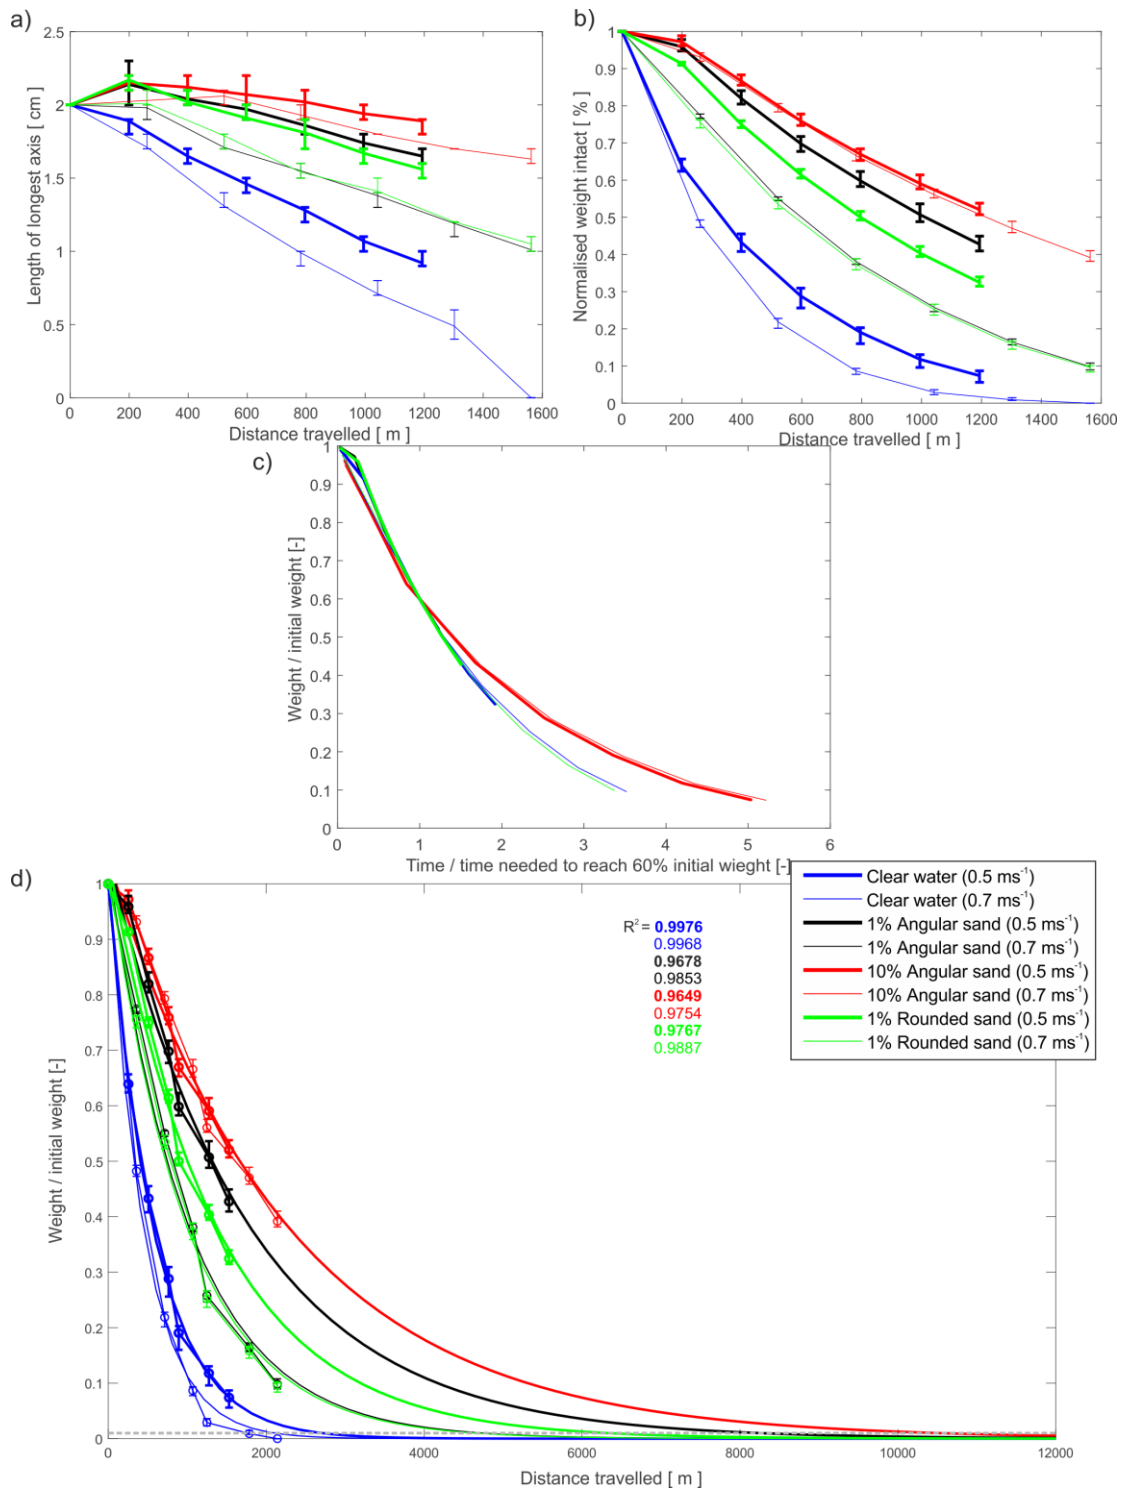 a)
2.5
2
1.5
1
0.5
0
0 200 400 600 800 1000 1200 1400 1600
Length of longest axis [ cm ]
Distance travelled [ m ]
b)
1
0.9
0.8
0.7
0.6
0.5
0.4
0.3
0.2
0.1
0
0 200 400 600 800 1000 1200 1400 1600
Normalised weight intact [ % ]
Distance travelled [ m ]
c)
0.9
0.8
0.7
0.6
0.5
0.4
0.3
0.2
0.1
0
0 1 2 3 4 5 6
Weight / initial weight [-]
Time / time needed to reach 60% initial wieght [-]
d)
1
0.9
0.8
0.7
0.6
0.5
0.4
0.3
0.2
0.1
0
0 2000 4000 6000 8000 10000 12000
Weight / initial weight [-]
Distance travelled [ m ]
R² = 0.9976
0.9968
0.9678
0.9853
0.9649
0.9754
0.9767
0.9887
Clear water (0.5 ms⁻¹)
Clear water (0.7 ms⁻¹)
1% Angular sand (0.5 ms⁻¹)
1% Angular sand (0.7 ms⁻¹)
10% Angular sand (0.5 ms⁻¹)
10% Angular sand (0.7 ms⁻¹)
1% Rounded sand (0.5 ms⁻¹)
1% Rounded sand (0.7 ms⁻¹)